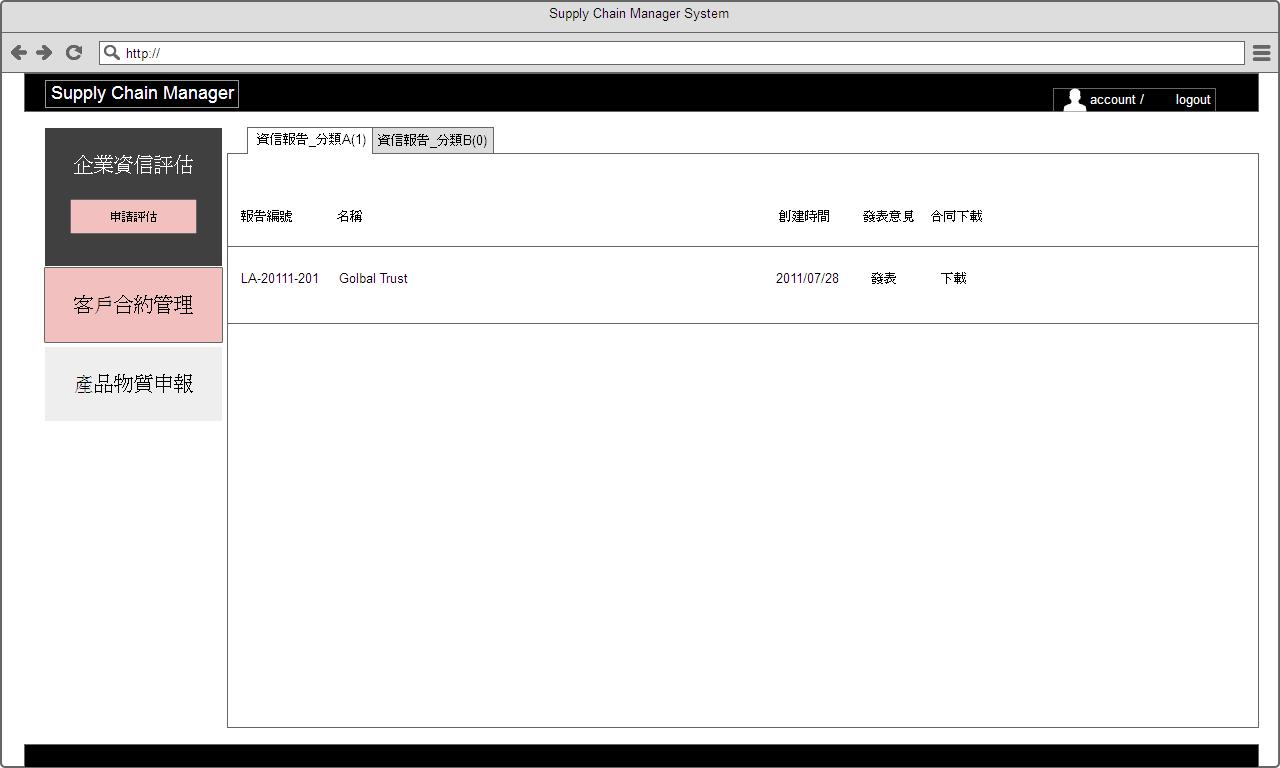 Supply Chain Manager System
http://
Supply Chain Manager
account /
logout
企業資信評估
申請評估
客戶合約管理
產品物質申報
資信報告_分類A(1)
資信報告_分類B(0)
報告編號 名稱 創建時間 發表意見 合同下載
LA-20111-201 Golbal Trust 2011/07/28 發表 下載